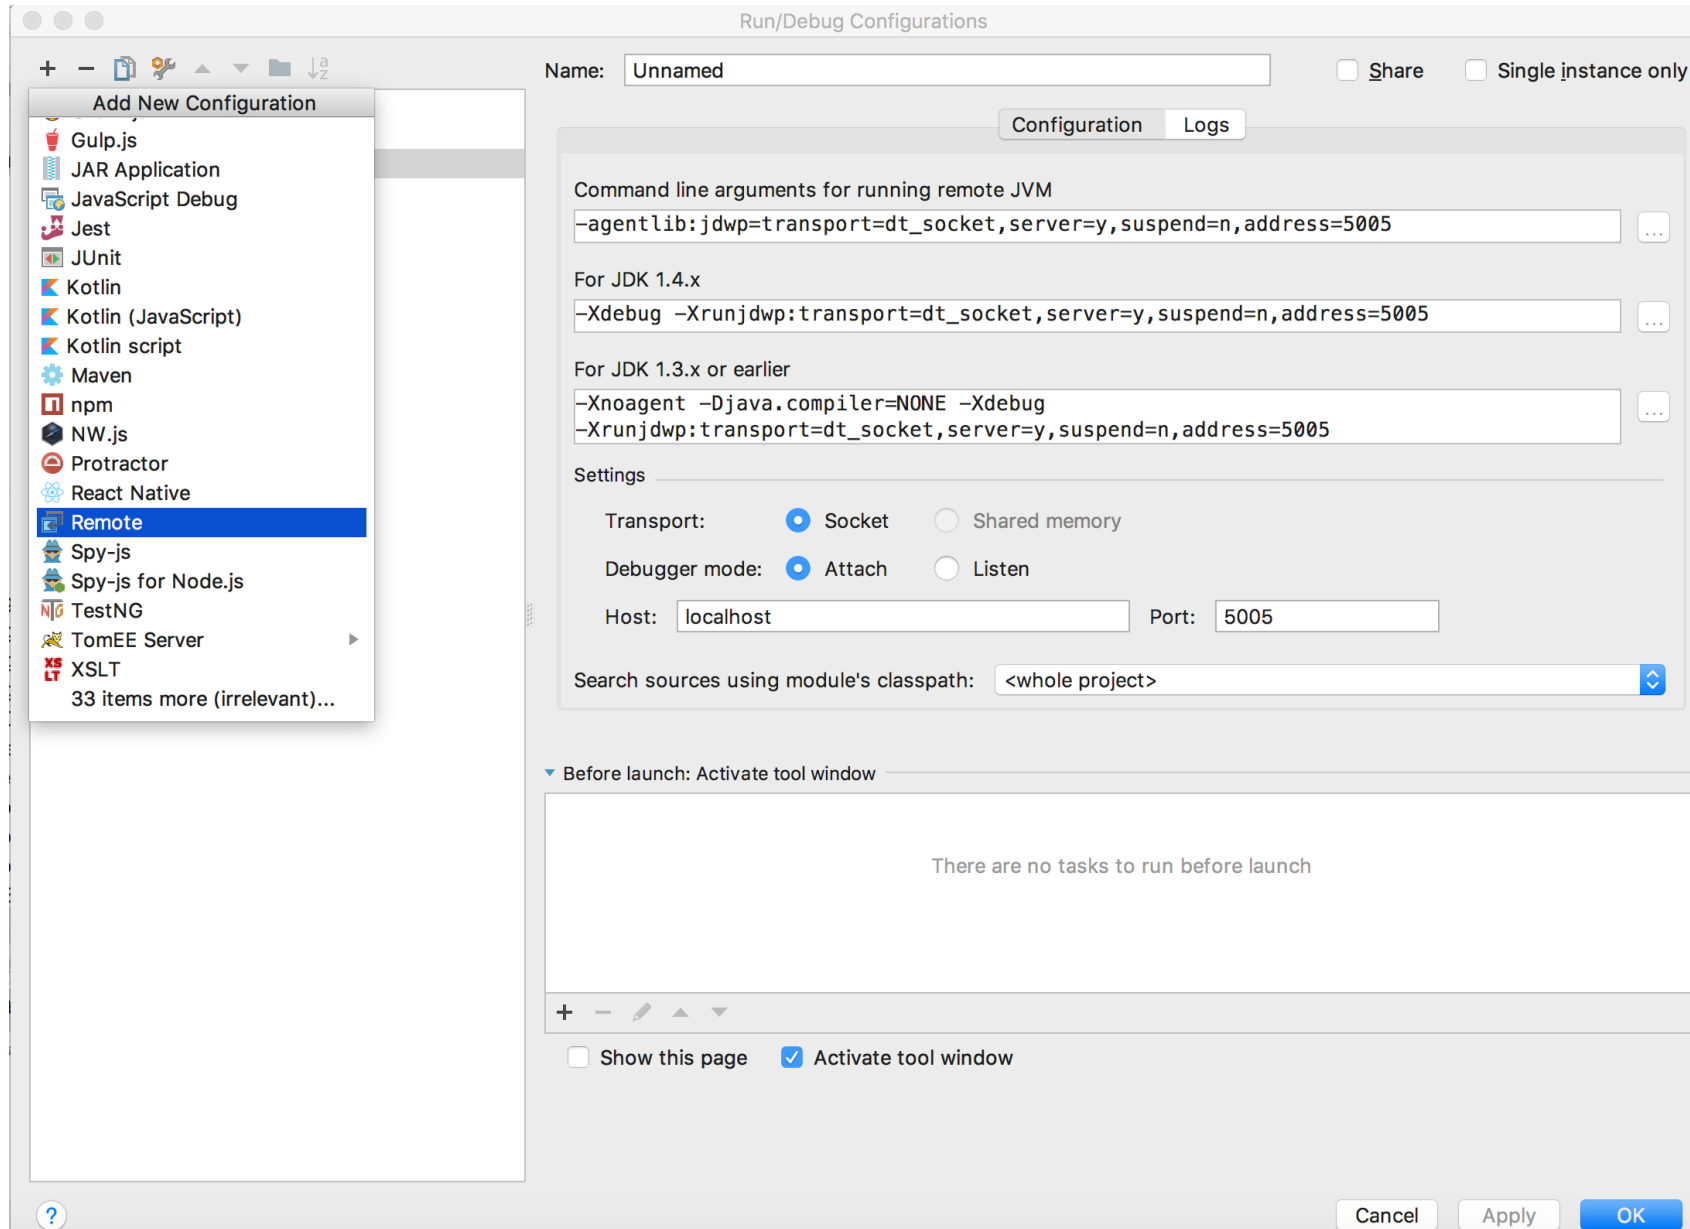 Run/Debug Configurations
Name: Unnamed
Share
Single instance only
Add New Configuration
Gulp.js
JAR Application
JavaScript Debug
Jest
JUnit
Kotlin
Kotlin (JavaScript)
Kotlin script
Maven
npm
NW.js
Protractor
React Native
Remote
Spy-js
Spy-js for Node.js
TestNG
TomEE Server
XSLT
33 items more (irrelevant)...
Configuration
Logs
Command line arguments for running remote JVM
-agentlib:jdwp=transport=dt_socket,server=y,suspend=n,address=5005
...
For JDK 1.4.x
-Xdebug -Xrunjdwp:transport=dt_socket,server=y,suspend=n,address=5005
...
For JDK 1.3.x or earlier
-Xnoagent -Djava.compiler=NONE -Xdebug
-Xrunjdwp:transport=dt_socket,server=y,suspend=n,address=5005
...
Settings
Transport: Socket Shared memory
Debugger mode: Attach Listen
Host: localhost Port: 5005
Search sources using module's classpath: <whole project>
Before launch: Activate tool window
There are no tasks to run before launch
Show this page Activate tool window
? Cancel Apply OK